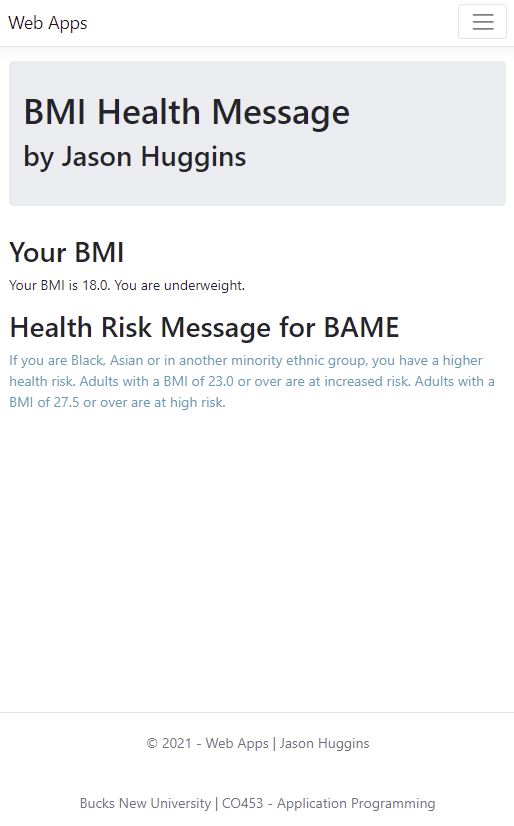 Web Apps
BMI Health Message
by Jason Huggins
Your BMI
Your BMI is 18.0. You are underweight.
Health Risk Message for BAME
If you are Black, Asian or in another minority ethnic group, you have a higher
health risk. Adults with a BMI of 23.0 or over are at increased risk. Adults with a
BMI of 27.5 or over are at high risk.
© 2021 - Web Apps | Jason Huggins
Bucks New University | CO453 - Application Programming